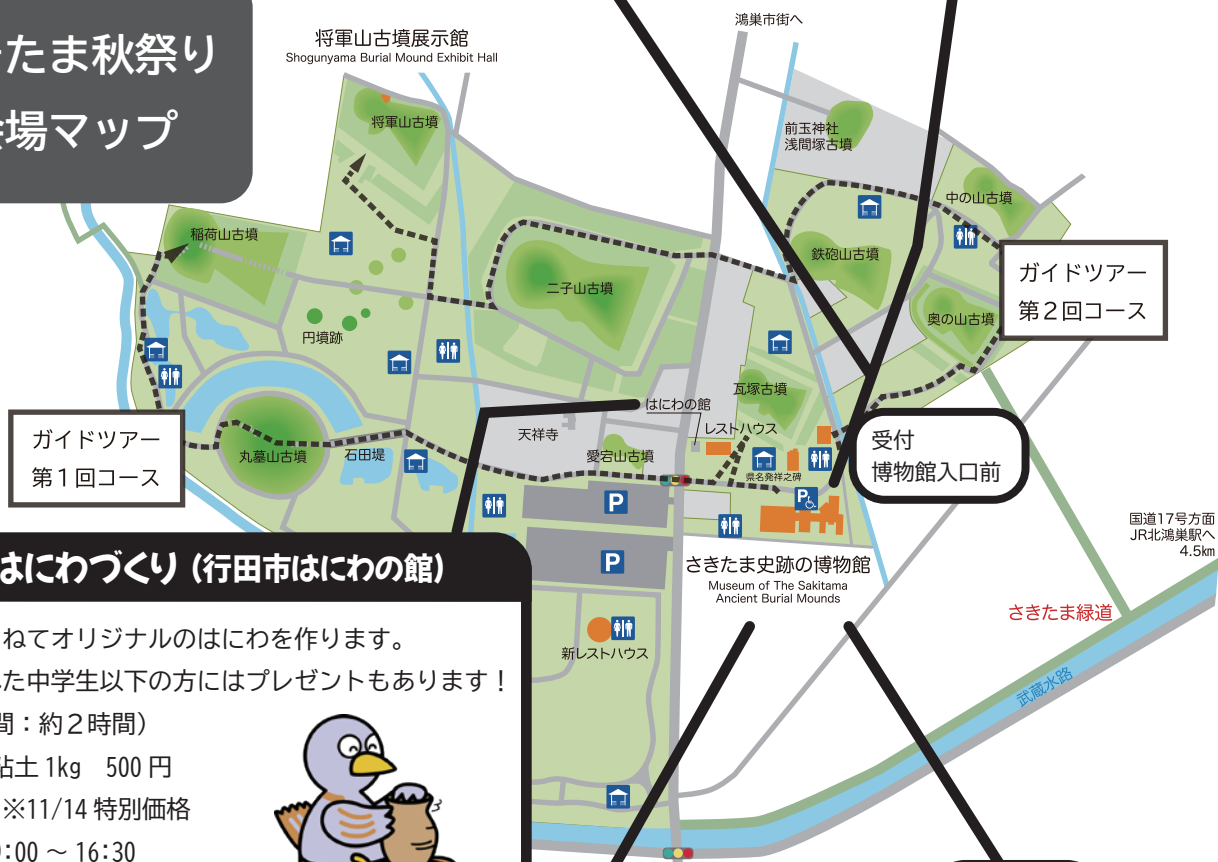 たま秋祭り
場マップ
将軍山古墳展示館
Shogunyama Burial Mound Exhibit Hall
鴻巣市街へ
将軍山古墳
前玉神社
浅間塚古墳
中の山古墳
稲荷山古墳
鉄砲山古墳
二子山古墳
奥の山古墳
円墳跡
ガイドツアー
第２回コース
瓦塚古墳
はにわの館
レストハウス
天祥寺
愛宕山古墳
丸墓山古墳
石田堤
県名発祥之碑
ガイドツアー
第１回コース
受付
博物館入口前
P
P
P
さきたま史跡の博物館
Museum of The Sakitama
Ancient Burial Mounds
国道17号方面
JR北鴻巣駅へ
4.5km
さきたま緑道
武蔵水路
新レストハウス
はにわづくり（行田市はにわの館）
ねてオリジナルのはにわを作ります。
た中学生以下の方にはプレゼントもあります！
間：約２時間）
粘土 1kg　500 円
※11/14 特別価格
:00 ～ 16:30